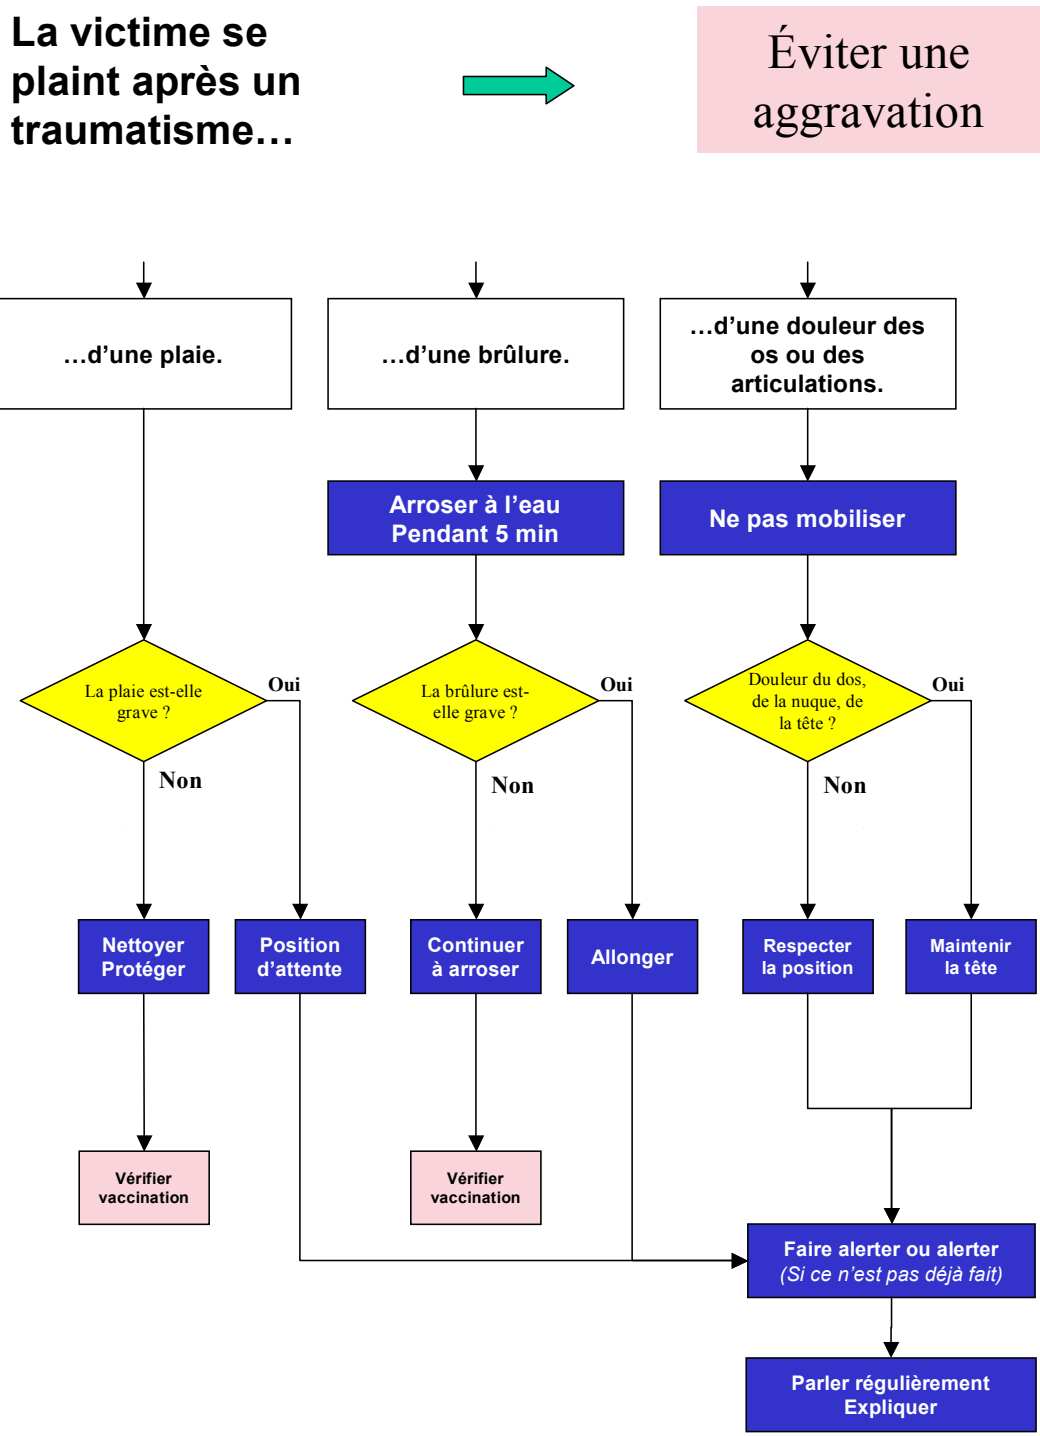 La victime se
plaint après un
traumatisme…
Éviter une
aggravation
…d’une plaie.
…d’une brûlure.
…d’une douleur des
os ou des
articulations.
Arroser à l’eau
Pendant 5 min
Ne pas mobiliser
La plaie est-elle
grave ?
Oui
Non
La brûlure est-
elle grave ?
Oui
Non
Douleur du dos,
de la nuque, de
la tête ?
Oui
Non
Nettoyer
Protéger
Position
d’attente
Continuer
à arroser
Allonger
Respecter
la position
Maintenir
la tête
Vérifier
vaccination
Vérifier
vaccination
Faire alerter ou alerter
(Si ce n’est pas déjà fait)
Parler régulièrement
Expliquer